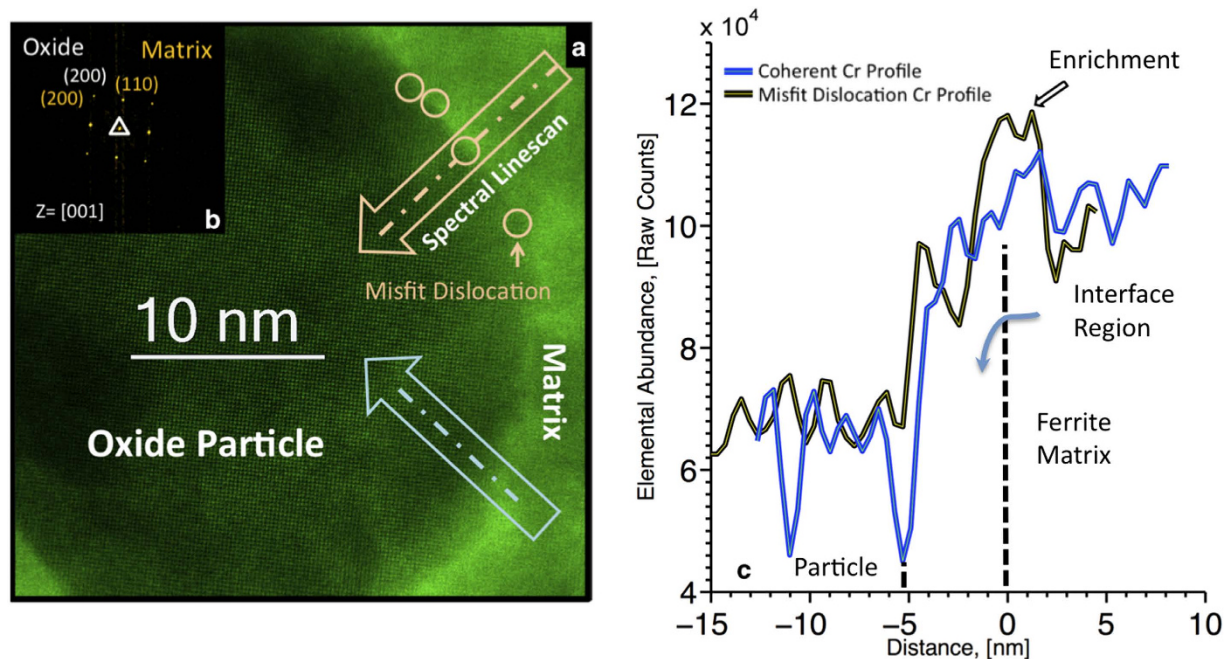 Oxide
Matrix
(200)
(110)
(200)
Z= [001]
b
a
Spectral Linescan
Misfit Dislocation
10 nm
Matrix
Oxide Particle
x 10⁴
Coherent Cr Profile
Misfit Dislocation Cr Profile
Enrichment
Interface
Region
Ferrite
Matrix
Particle
c
Elemental Abundance, [Raw Counts]
12
10
8
6
4
−15
−10
−5
0
5
10
Distance, [nm]